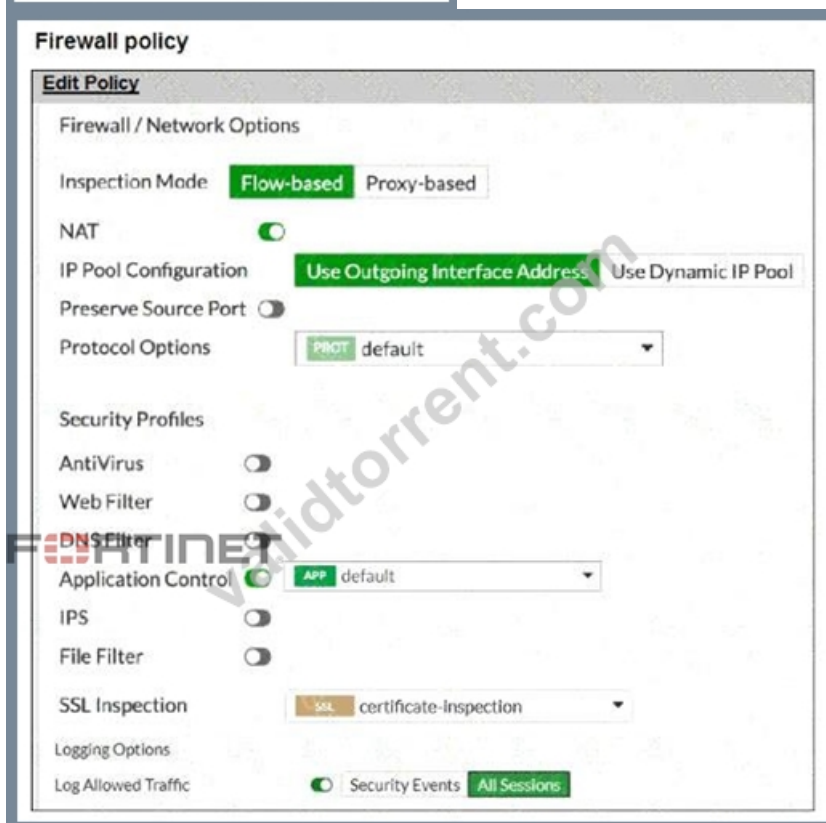 Firewall policy
Edit Policy
Firewall / Network Options
Inspection Mode Flow-based Proxy-based
NAT
IP Pool Configuration Use Outgoing Interface Address Use Dynamic IP Pool
Preserve Source Port
Protocol Options PROT default
Security Profiles
AntiVirus
Web Filter
DNS Filter
FORTINET
Application Control APP default
IPS
File Filter
SSL Inspection SSL certificate-inspection
Logging Options
Log Allowed Traffic Security Events All Sessions
validtorrent.com